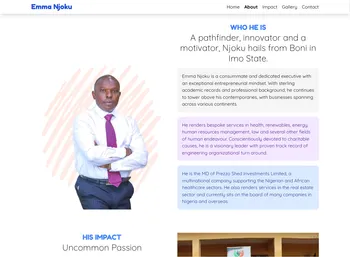 Emma Njoku
Home About Impact Gallery Contact
WHO HE IS
A pathfinder, innovator and a
motivator, Njoku hails from Boni in
Imo State.
Emma Njoku is a consummate and dedicated executive with
an exceptional entrepreneurial mindset. With sterling
academic records and professional background, he continues
to tower above his contemporaries, with businesses spanning
across various continents.
He renders bespoke services in health, renewables, energy,
human resources management, law and several other fields
of human endeavour. Conscientiously devoted to charitable
causes, he is a visionary leader with proven track record of
engineering organizational turn around.
He is the MD of Prezzo Shed Investments Limited, a
multinational company supporting the Nigerian and African
healthcare sectors. He also renders services in the real estate
sector and currently sits on the board of many companies in
Nigeria and overseas.
HIS IMPACT
Uncommon Passion